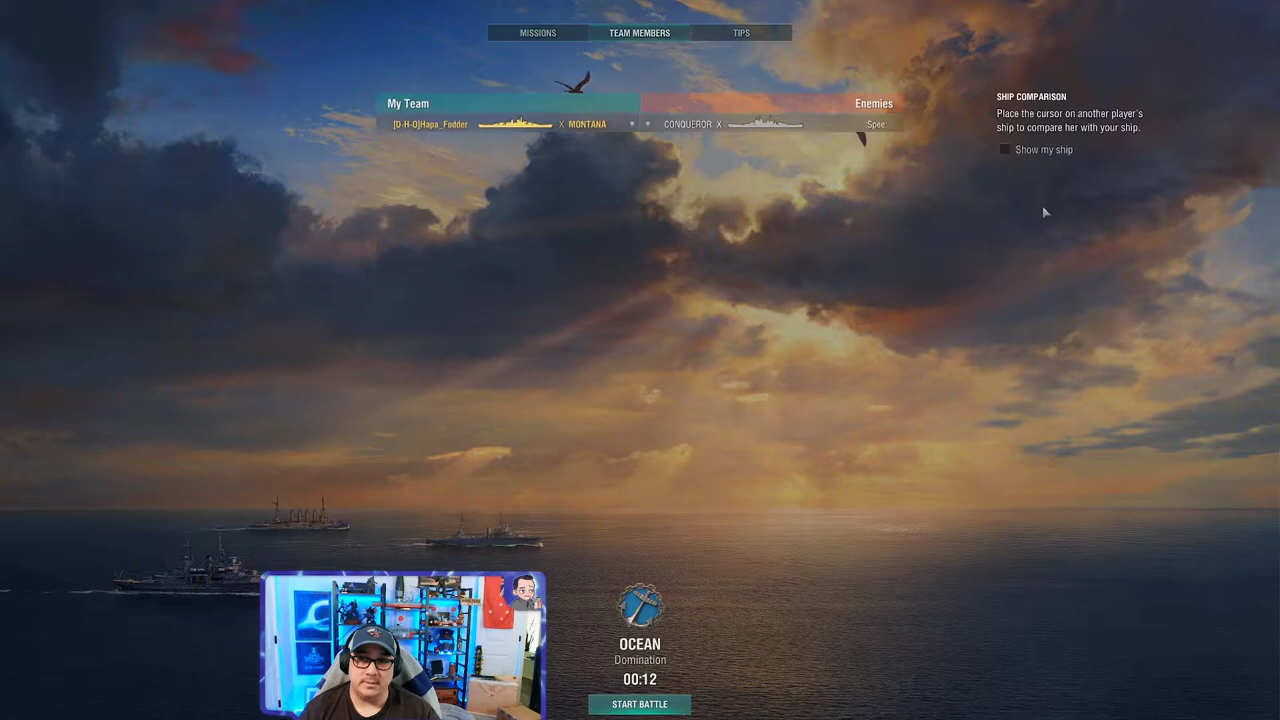 MISSIONS
TEAM MEMBERS
TIPS
My Team
Enemies
[D-H-O]Hapa_Fodder X MONTANA
CONQUEROR X :Spee:
SHIP COMPARISON
Place the cursor on another player's
ship to compare her with your ship.
Show my ship
OCEAN
Domination
00:12
START BATTLE